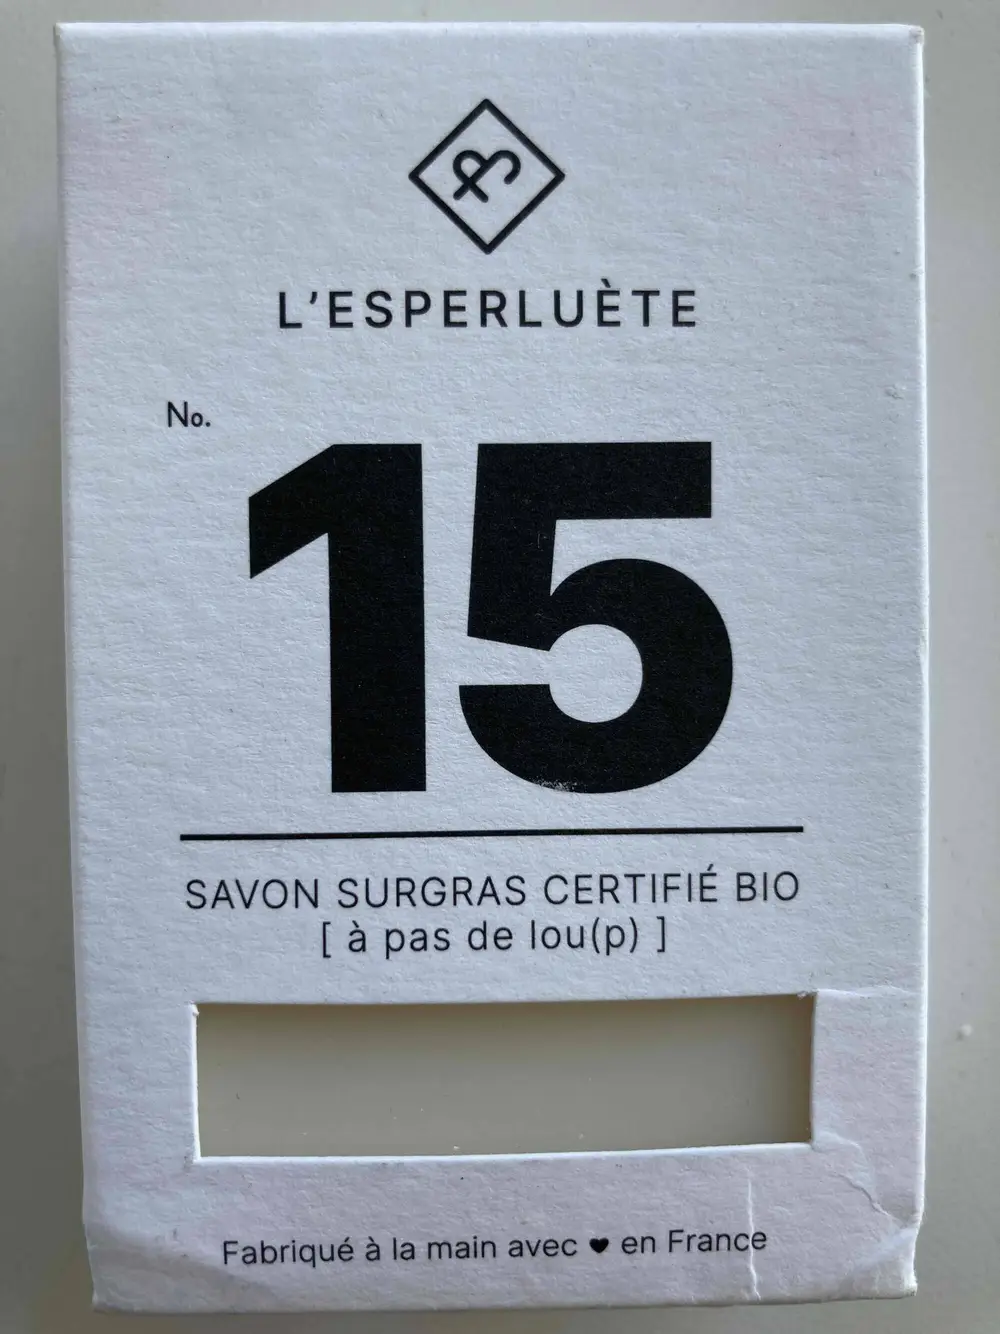 L'ESPERLUÈTE
No.
15
SAVON SURGRAS CERTIFIÉ BIO
[ à pas de lou(p) ]
Fabriqué à la main avec ♥ en France